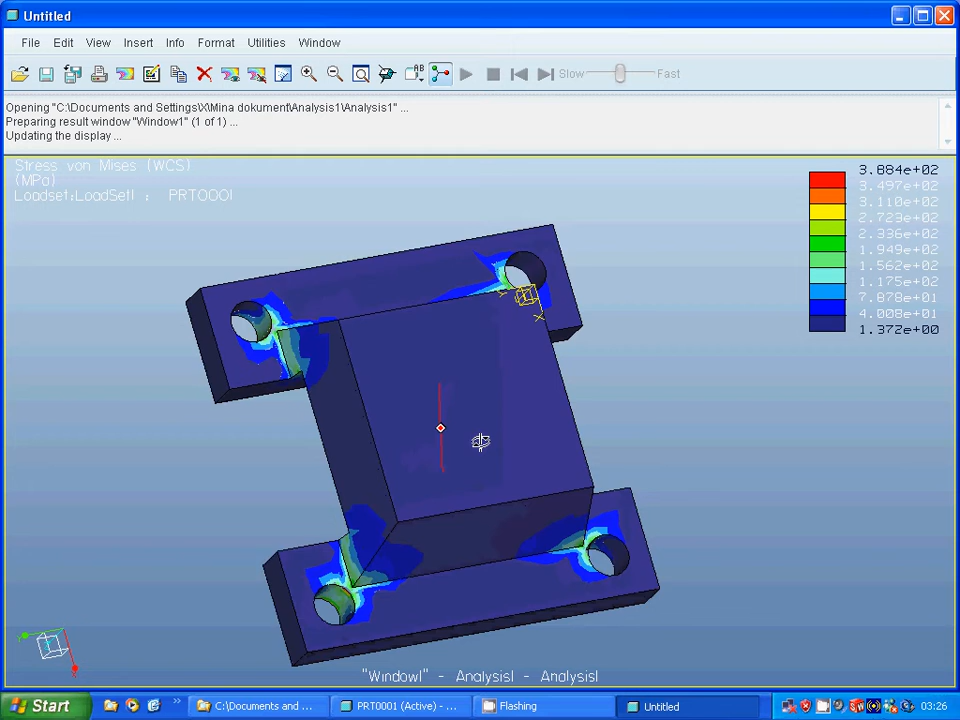 Untitled
File Edit View Insert Info Format Utilities Window
Slow Fast
Opening "C:\Documents and Settings\X\Mina dokument\Analysis1\Analysis1" ...
Preparing result window "Window1" (1 of 1) ...
Updating the display ...
Stress von Mises (WCS)
(MPa)
Loadset:LoadSet1 : PRT0001
3.884e+02
3.497e+02
3.110e+02
2.723e+02
2.336e+02
1.949e+02
1.562e+02
1.175e+02
7.878e+01
4.008e+01
1.372e+00
Y
X
"Window1" - Analysis1 - Analysis1
Start
C:\Documents and ...
PRT0001 (Active) - ...
Flashing
Untitled
03:26